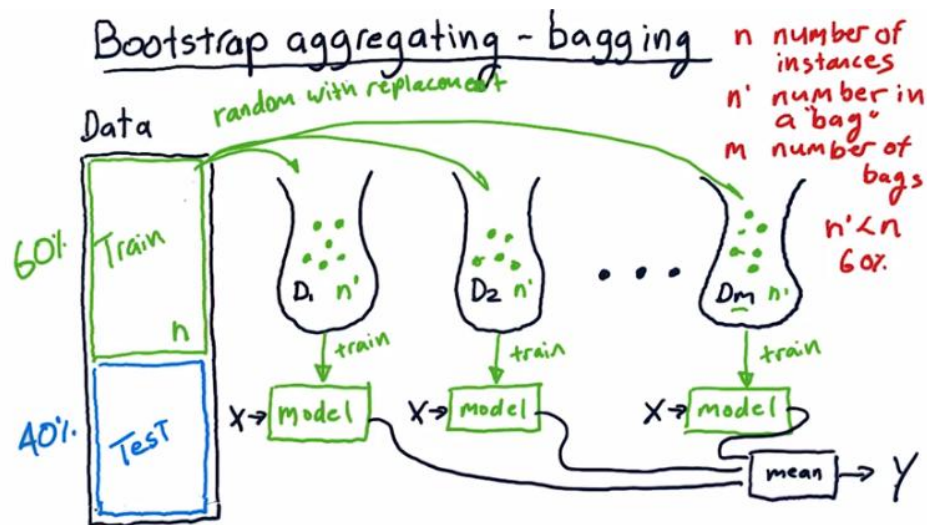 Bootstrap aggregating - bagging
n number of
instances
n' number in
a "bag"
m number of
bags
n'<n
60%
random with replacement
Data
60%
Train
n
40%
Test
D1 n'
D2 n'
...
Dm n'
train
train
train
X→ model
X→ model
X→ model
mean → Y